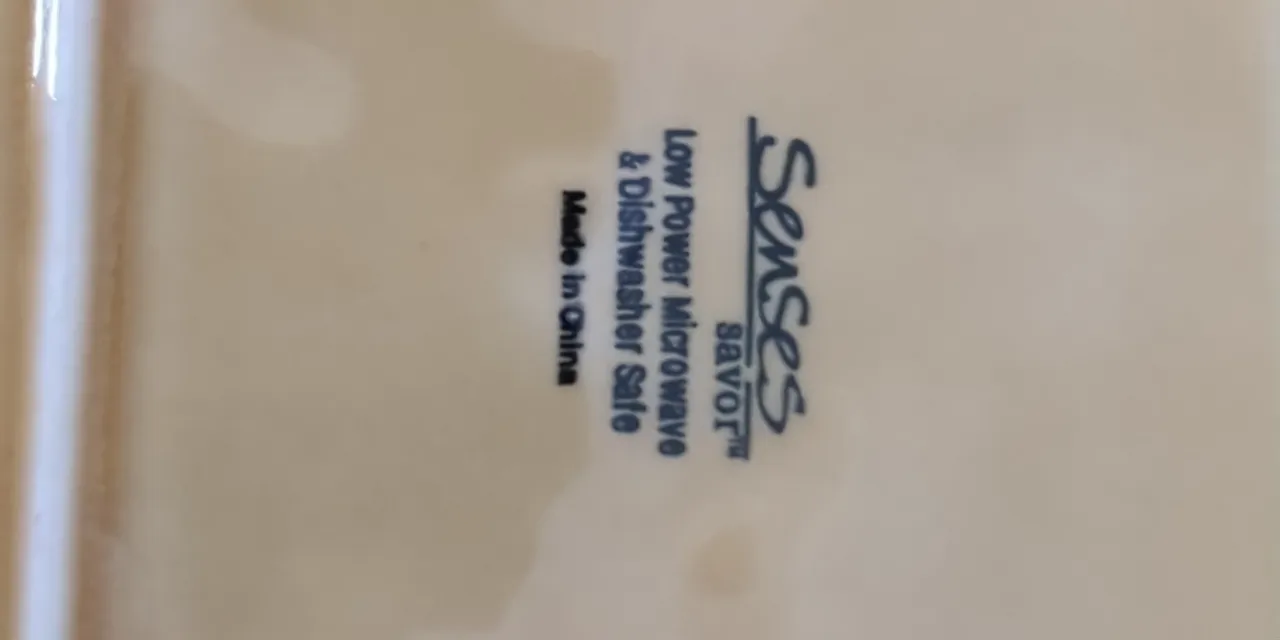 Senses
savor™
Low Power Microwave
& Dishwasher Safe
Made in China